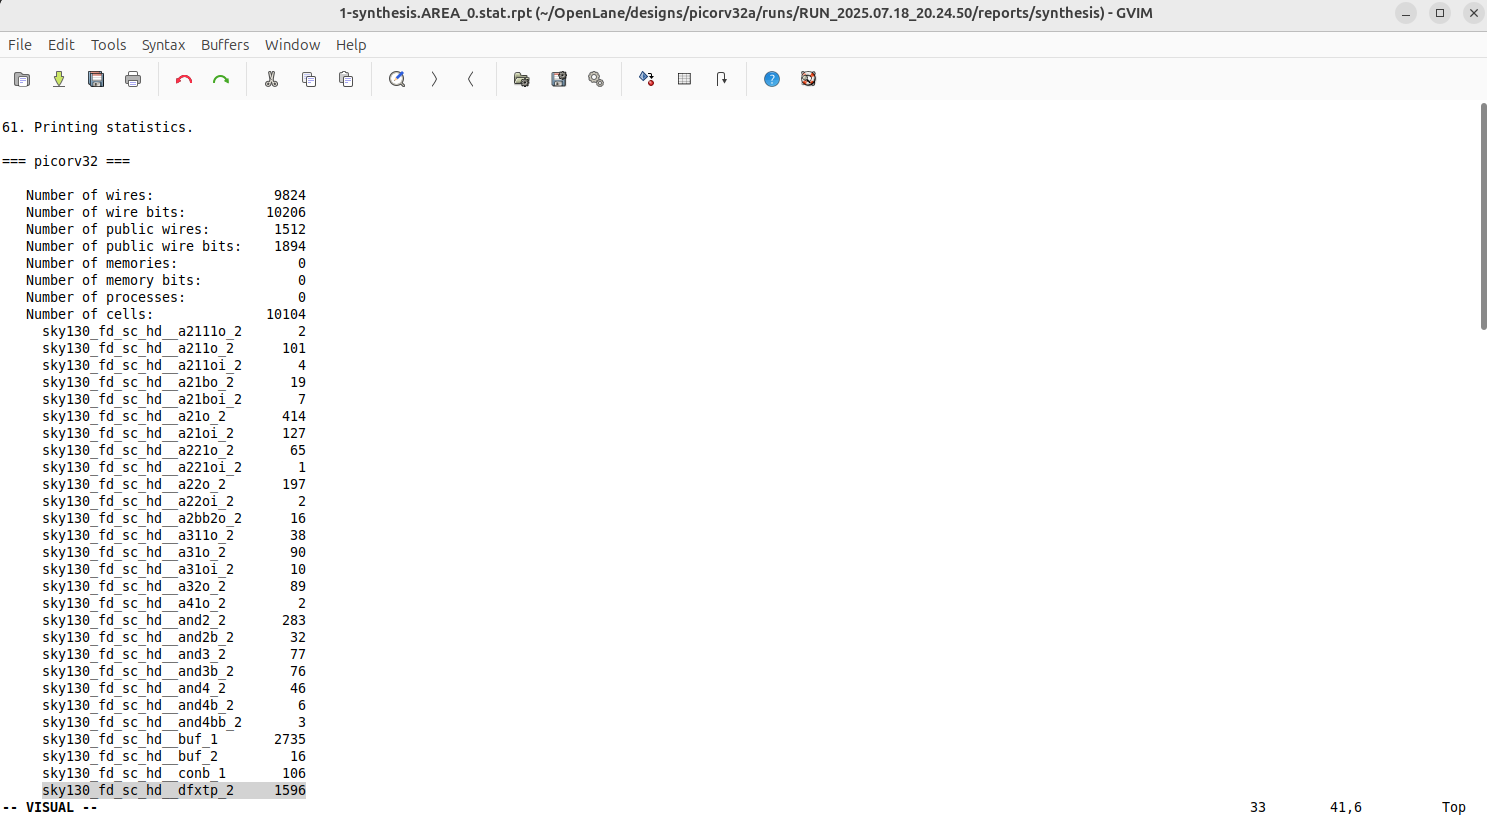 1-synthesis.AREA_0.stat.rpt (~/OpenLane/designs/picorv32a/runs/RUN_2025.07.18_20.24.50/reports/synthesis) - GVIM
File Edit Tools Syntax Buffers Window Help
61. Printing statistics.
=== picorv32 ===
Number of wires: 9824
Number of wire bits: 10206
Number of public wires: 1512
Number of public wire bits: 1894
Number of memories: 0
Number of memory bits: 0
Number of processes: 0
Number of cells: 10104
sky130_fd_sc_hd__a2111o_2 2
sky130_fd_sc_hd__a211o_2 101
sky130_fd_sc_hd__a211oi_2 4
sky130_fd_sc_hd__a21bo_2 19
sky130_fd_sc_hd__a21boi_2 7
sky130_fd_sc_hd__a21o_2 414
sky130_fd_sc_hd__a21oi_2 127
sky130_fd_sc_hd__a221o_2 65
sky130_fd_sc_hd__a221oi_2 1
sky130_fd_sc_hd__a22o_2 197
sky130_fd_sc_hd__a22oi_2 2
sky130_fd_sc_hd__a2bb2o_2 16
sky130_fd_sc_hd__a311o_2 38
sky130_fd_sc_hd__a31o_2 90
sky130_fd_sc_hd__a31oi_2 10
sky130_fd_sc_hd__a32o_2 89
sky130_fd_sc_hd__a41o_2 2
sky130_fd_sc_hd__and2_2 283
sky130_fd_sc_hd__and2b_2 32
sky130_fd_sc_hd__and3_2 77
sky130_fd_sc_hd__and3b_2 76
sky130_fd_sc_hd__and4_2 46
sky130_fd_sc_hd__and4b_2 6
sky130_fd_sc_hd__and4bb_2 3
sky130_fd_sc_hd__buf_1 2735
sky130_fd_sc_hd__buf_2 16
sky130_fd_sc_hd__conb_1 106
sky130_fd_sc_hd__dfxtp_2 1596
-- VISUAL -- 33 41,6 Top